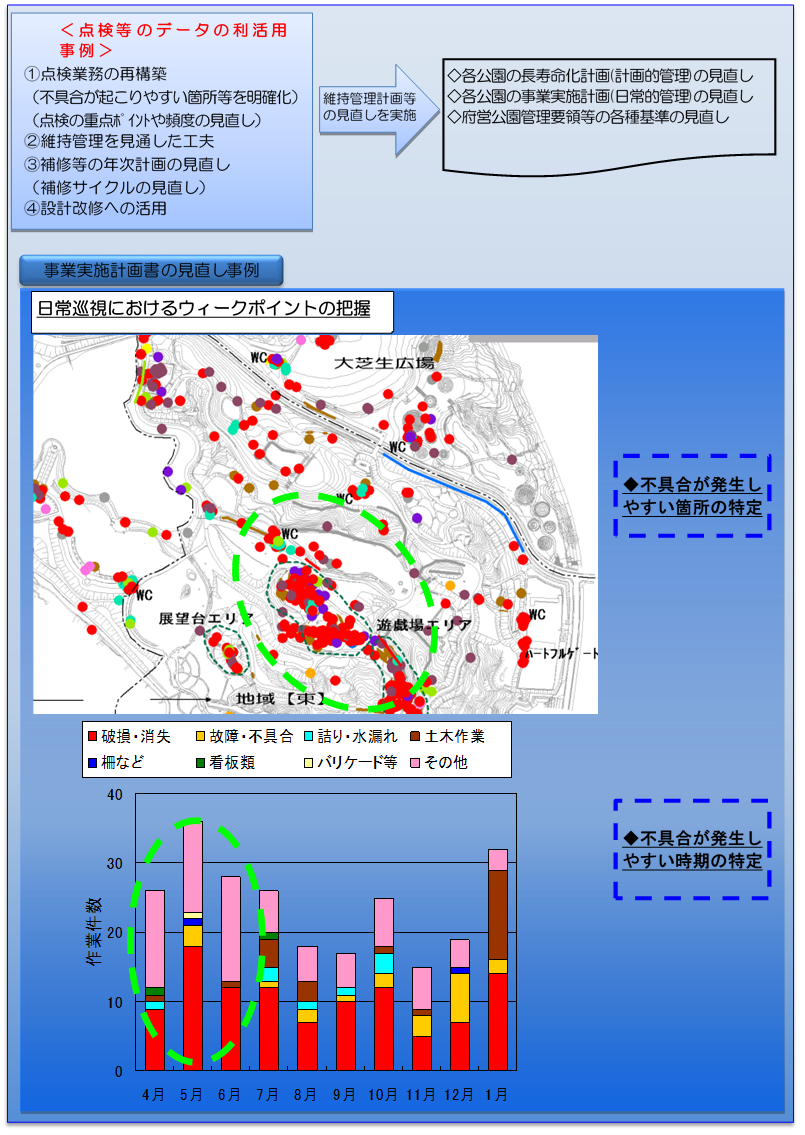 ＜点検等のデータの利活用
事例＞
①点検業務の再構築
（不具合が起こりやすい箇所等を明確化）
（点検の重点ﾎﾟｲﾝﾄや頻度の見直し）
②維持管理を見通した工夫
③補修等の年次計画の見直し
（補修サイクルの見直し）
④設計改修への活用
維持管理計画等
の見直しを実施
◇各公園の長寿命化計画(計画的管理)の見直し
◇各公園の事業実施計画(日常的管理)の見直し
◇府営公園管理要領等の各種基準の見直し
事業実施計画書の見直し事例
日常巡視におけるウィークポイントの把握
WC
大芝生広場
WC
WC
WC
WC
WC
展望台エリア
遊戯場エリア
ハートフルゲート
地域【東】
◆不具合が発生し
やすい箇所の特定
破損・消失 故障・不具合 詰り・水漏れ 土木作業
柵など 看板類 バリケード等 その他
◆不具合が発生し
やすい時期の特定
作業件数
40
30
20
10
0
4月 5月 6月 7月 8月 9月 10月 11月 12月 1月